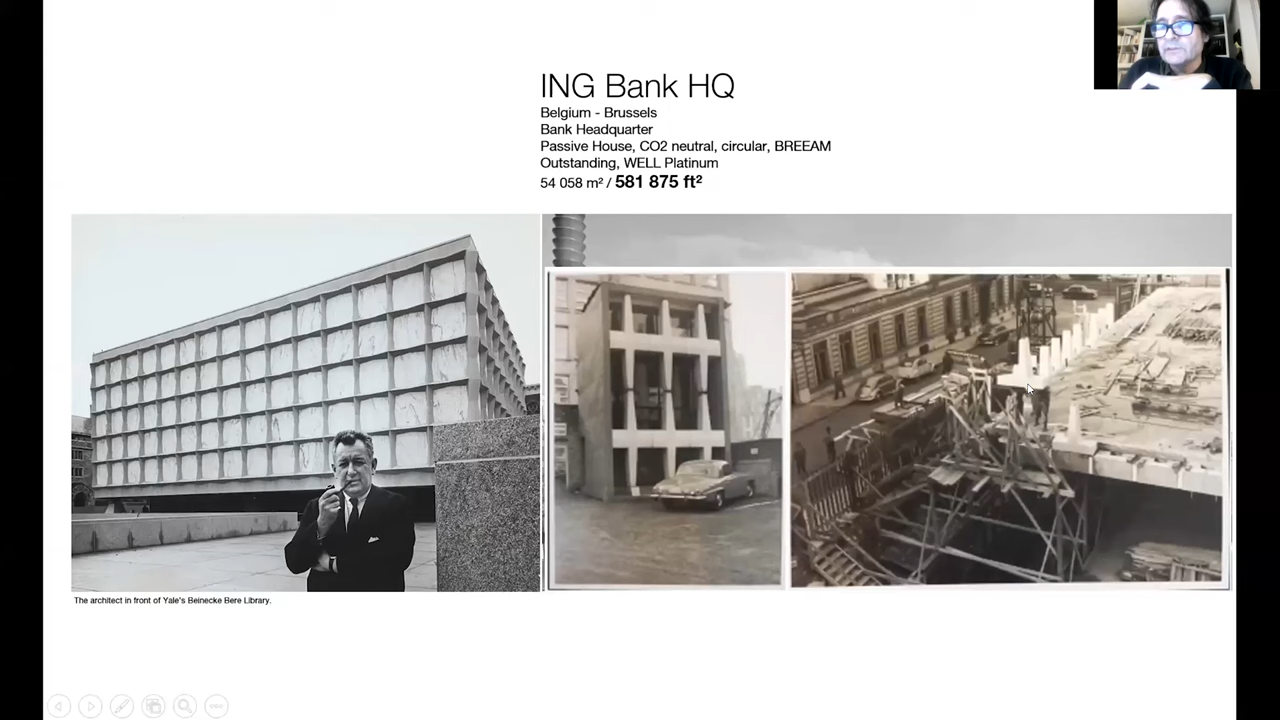 ING Bank HQ
Belgium - Brussels
Bank Headquarter
Passive House, CO2 neutral, circular, BREEAM
Outstanding, WELL Platinum
54 058 m² / 581 875 ft²
The architect in front of Yale's Beinecke Bere Library.